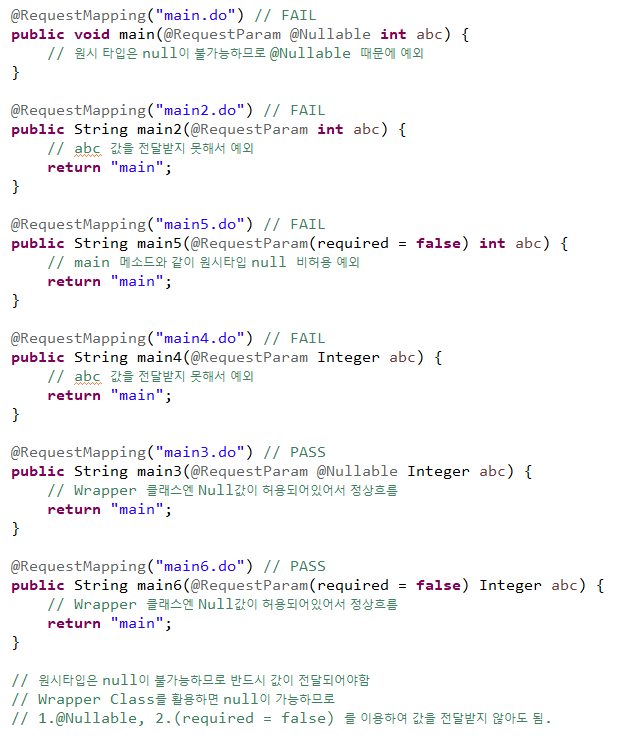 @RequestMapping("main.do") // FAIL
public void main(@RequestParam @Nullable int abc) {
// 원시 타입은 null이 불가능하므로 @Nullable 때문에 예외
}
@RequestMapping("main2.do") // FAIL
public String main2(@RequestParam int abc) {
// abc 값을 전달받지 못해서 예외
return "main";
}
@RequestMapping("main5.do") // FAIL
public String main5(@RequestParam(required = false) int abc) {
// main 메소드와 같이 원시타입 null 비허용 예외
return "main";
}
@RequestMapping("main4.do") // FAIL
public String main4(@RequestParam Integer abc) {
// abc 값을 전달받지 못해서 예외
return "main";
}
@RequestMapping("main3.do") // PASS
public String main3(@RequestParam @Nullable Integer abc) {
// Wrapper 클래스엔 Null값이 허용되어있어서 정상흐름
return "main";
}
@RequestMapping("main6.do") // PASS
public String main6(@RequestParam(required = false) Integer abc) {
// Wrapper 클래스엔 Null값이 허용되어있어서 정상흐름
return "main";
}
// 원시타입은 null이 불가능하므로 반드시 값이 전달되어야함
// Wrapper Class를 활용하면 null이 가능하므로
// 1.@Nullable, 2.(required = false) 를 이용하여 값을 전달받지 않아도 됨.